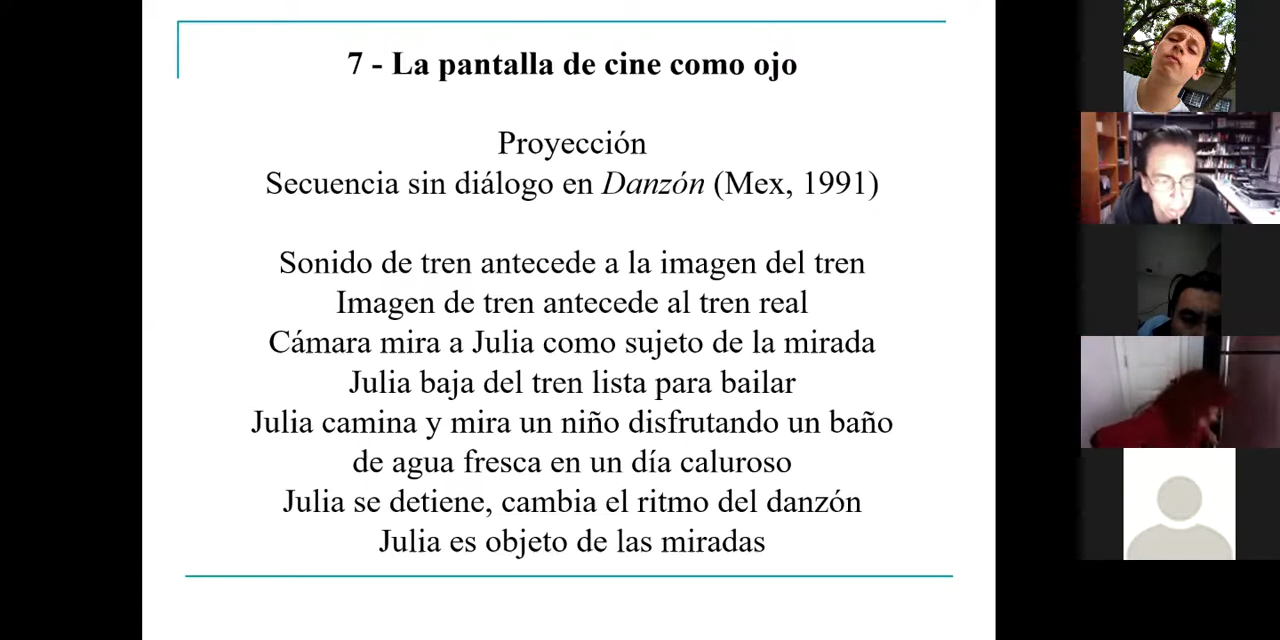 7 - La pantalla de cine como ojo
Proyección
Secuencia sin diálogo en Danzón (Mex, 1991)
Sonido de tren antecede a la imagen del tren
Imagen de tren antecede al tren real
Cámara mira a Julia como sujeto de la mirada
Julia baja del tren lista para bailar
Julia camina y mira un niño disfrutando un baño
de agua fresca en un día caluroso
Julia se detiene, cambia el ritmo del danzón
Julia es objeto de las miradas